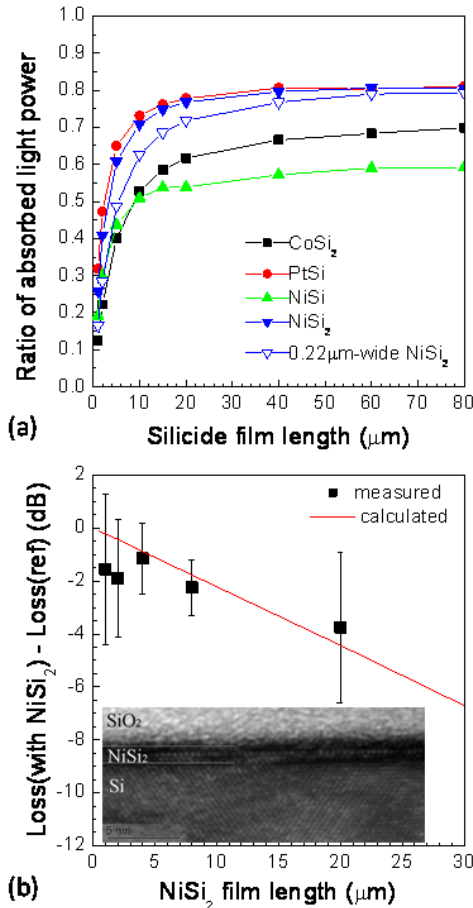 1.0
0.9
0.8
0.7
0.6
0.5
0.4
0.3
0.2
0.1
0.0
Ratio of absorbed light power
CoSi₂
PtSi
NiSi
NiSi₂
0.22μm-wide NiSi₂
0 10 20 30 40 50 60 70 80
(a)
Silicide film length (μm)
2
0
-2
-4
-6
-8
-10
-12
Loss(with NiSi₂) - Loss(ref) (dB)
measured
calculated
SiO₂
NiSi₂
Si
5 nm
0 5 10 15 20 25 30
(b)
NiSi₂ film length (μm)